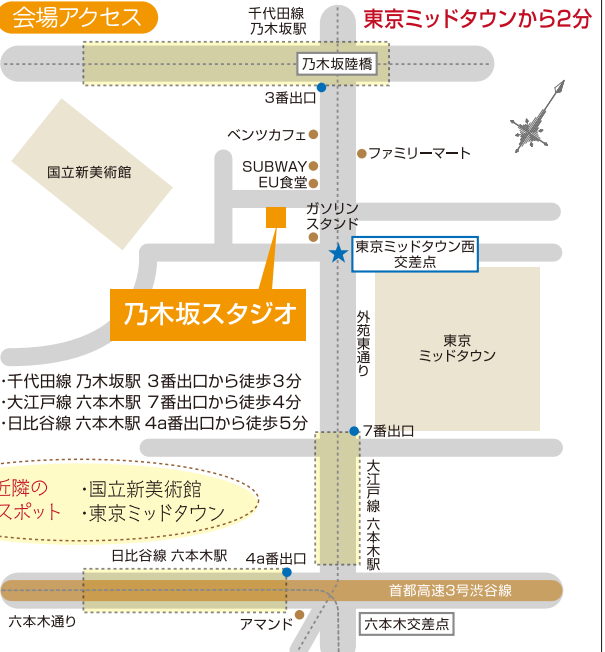 会場アクセス
千代田線
乃木坂駅
東京ミッドタウンから2分
乃木坂陸橋
3番出口
ベンツカフェ
ファミリーマート
国立新美術館
SUBWAY
EU食堂
ガソリン
スタンド
東京ミッドタウン西
交差点
乃木坂スタジオ
外苑東通り
東京
ミッドタウン
・千代田線 乃木坂駅 3番出口から徒歩3分
・大江戸線 六本木駅 7番出口から徒歩4分
・日比谷線 六本木駅 4a番出口から徒歩5分
7番出口
大江戸線 六本木駅
近隣の
スポット
・国立新美術館
・東京ミッドタウン
日比谷線 六本木駅
4a番出口
首都高速3号渋谷線
六本木通り
アマンド
六本木交差点